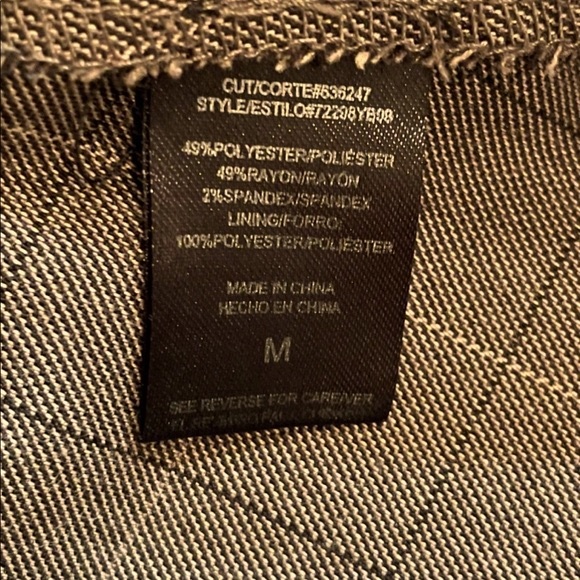 CUT/CORTE#636247
STYLE/ESTILO#72298YB98
49%POLYESTER/POLIÉSTER
49%RAYON/RAYÓN
2%SPANDEX/SPANDEX
LINING/FORRO:
100%POLYESTER/POLIÉSTER
MADE IN CHINA
HECHO EN CHINA
M
SEE REVERSE FOR CARE/VER